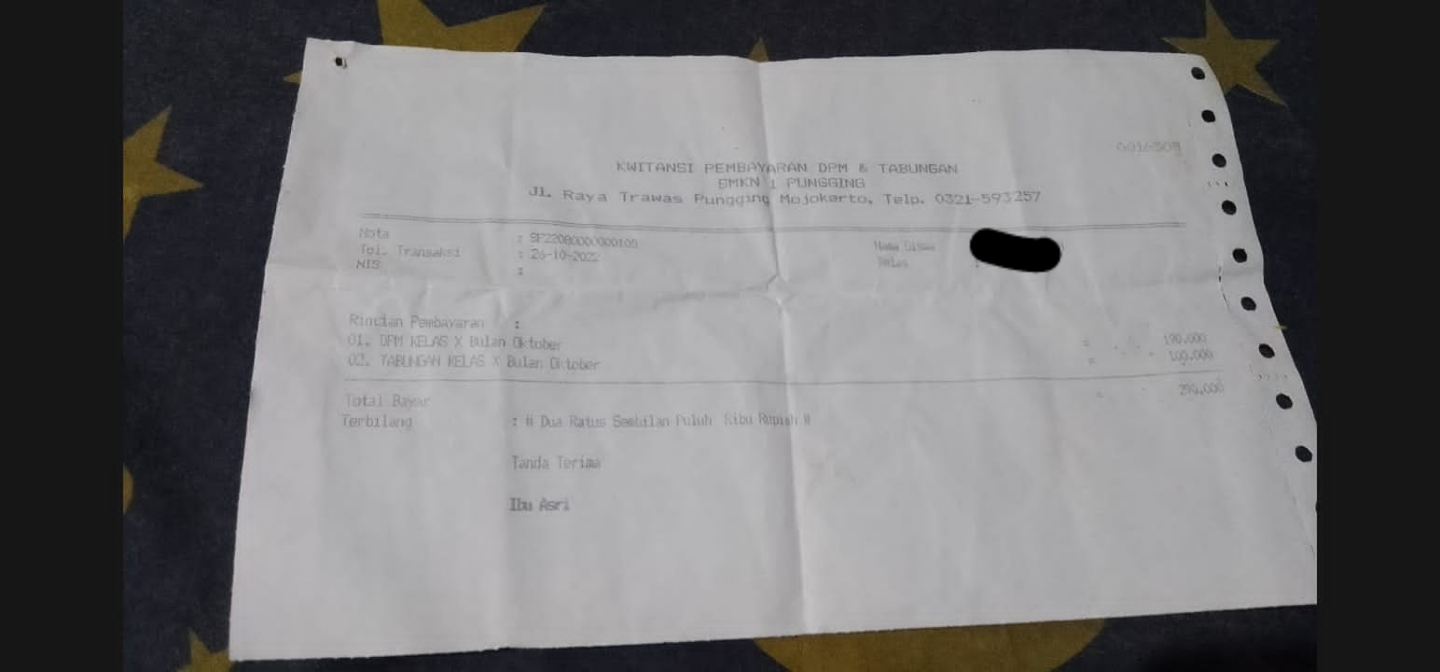 KWITANSI PEMBAYARAN DPM & TABUNGAN
SMKN 1 PUNGGING
Jl. Raya Trawas Pungging Mojokerto, Telp. 0321-593257
Nota :
Tgl. Transaksi : 26-10-2022
NIS :
Nama Siswa
Kelas :
Rincian Pembayaran :
01. DPM KELAS X Bulan Oktober = 190.000
02. TABUNGAN KELAS X Bulan Oktober = 100.000
Total Bayar = 290.000
Terbilang : # Dua Ratus Sembilan Puluh Ribu Rupiah #
Tanda Terima
Ibu Asri